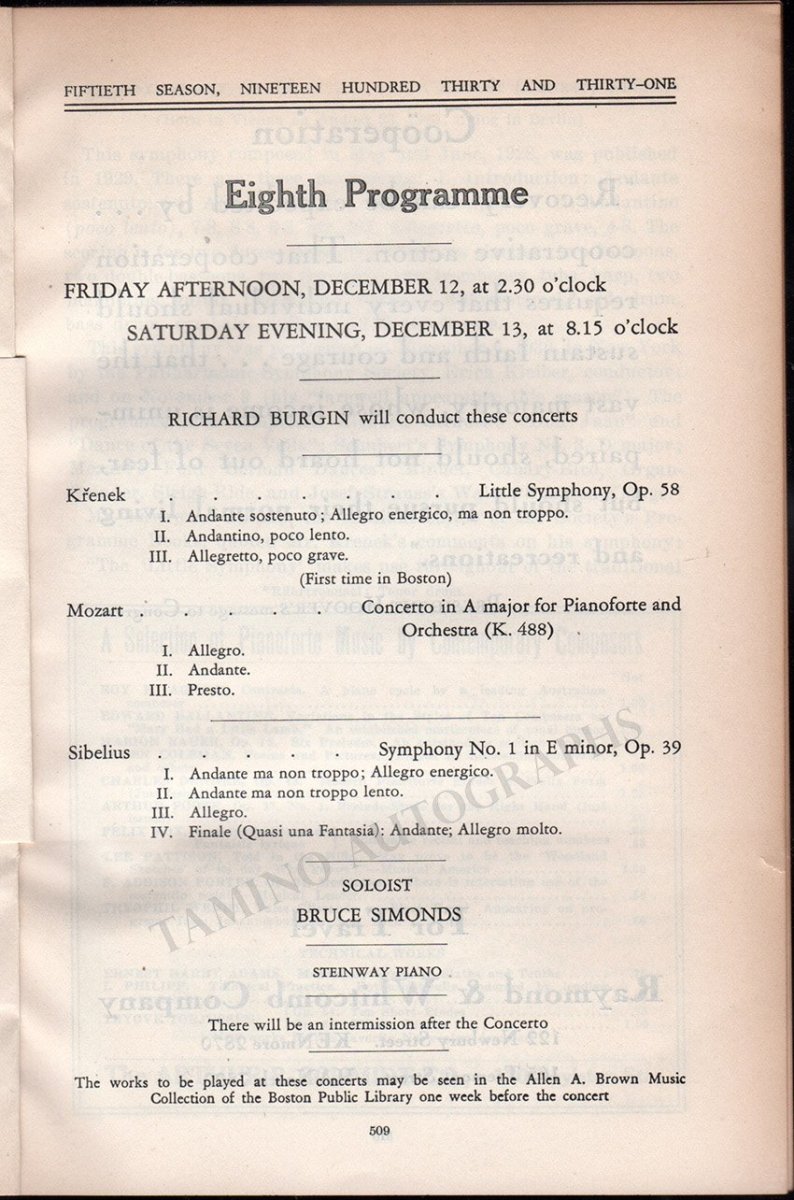 FIFTIETH SEASON, NINETEEN HUNDRED THIRTY AND THIRTY-ONE
Eighth Programme
FRIDAY AFTERNOON, DECEMBER 12, at 2.30 o'clock
SATURDAY EVENING, DECEMBER 13, at 8.15 o'clock
RICHARD BURGIN will conduct these concerts
Křenek . . . . . . . . Little Symphony, Op. 58
I. Andante sostenuto; Allegro energico, ma non troppo.
II. Andantino, poco lento.
III. Allegretto, poco grave.
(First time in Boston)
Mozart . . . . . Concerto in A major for Pianoforte and
Orchestra (K. 488)
I. Allegro.
II. Andante.
III. Presto.
Sibelius . . . . . Symphony No. 1 in E minor, Op. 39
I. Andante ma non troppo; Allegro energico.
II. Andante ma non troppo lento.
III. Allegro.
IV. Finale (Quasi una Fantasia): Andante; Allegro molto.
SOLOIST
BRUCE SIMONDS
STEINWAY PIANO
There will be an intermission after the Concerto
The works to be played at these concerts may be seen in the Allen A. Brown Music
Collection of the Boston Public Library one week before the concert
509
TAMINO AUTOGRAPHS